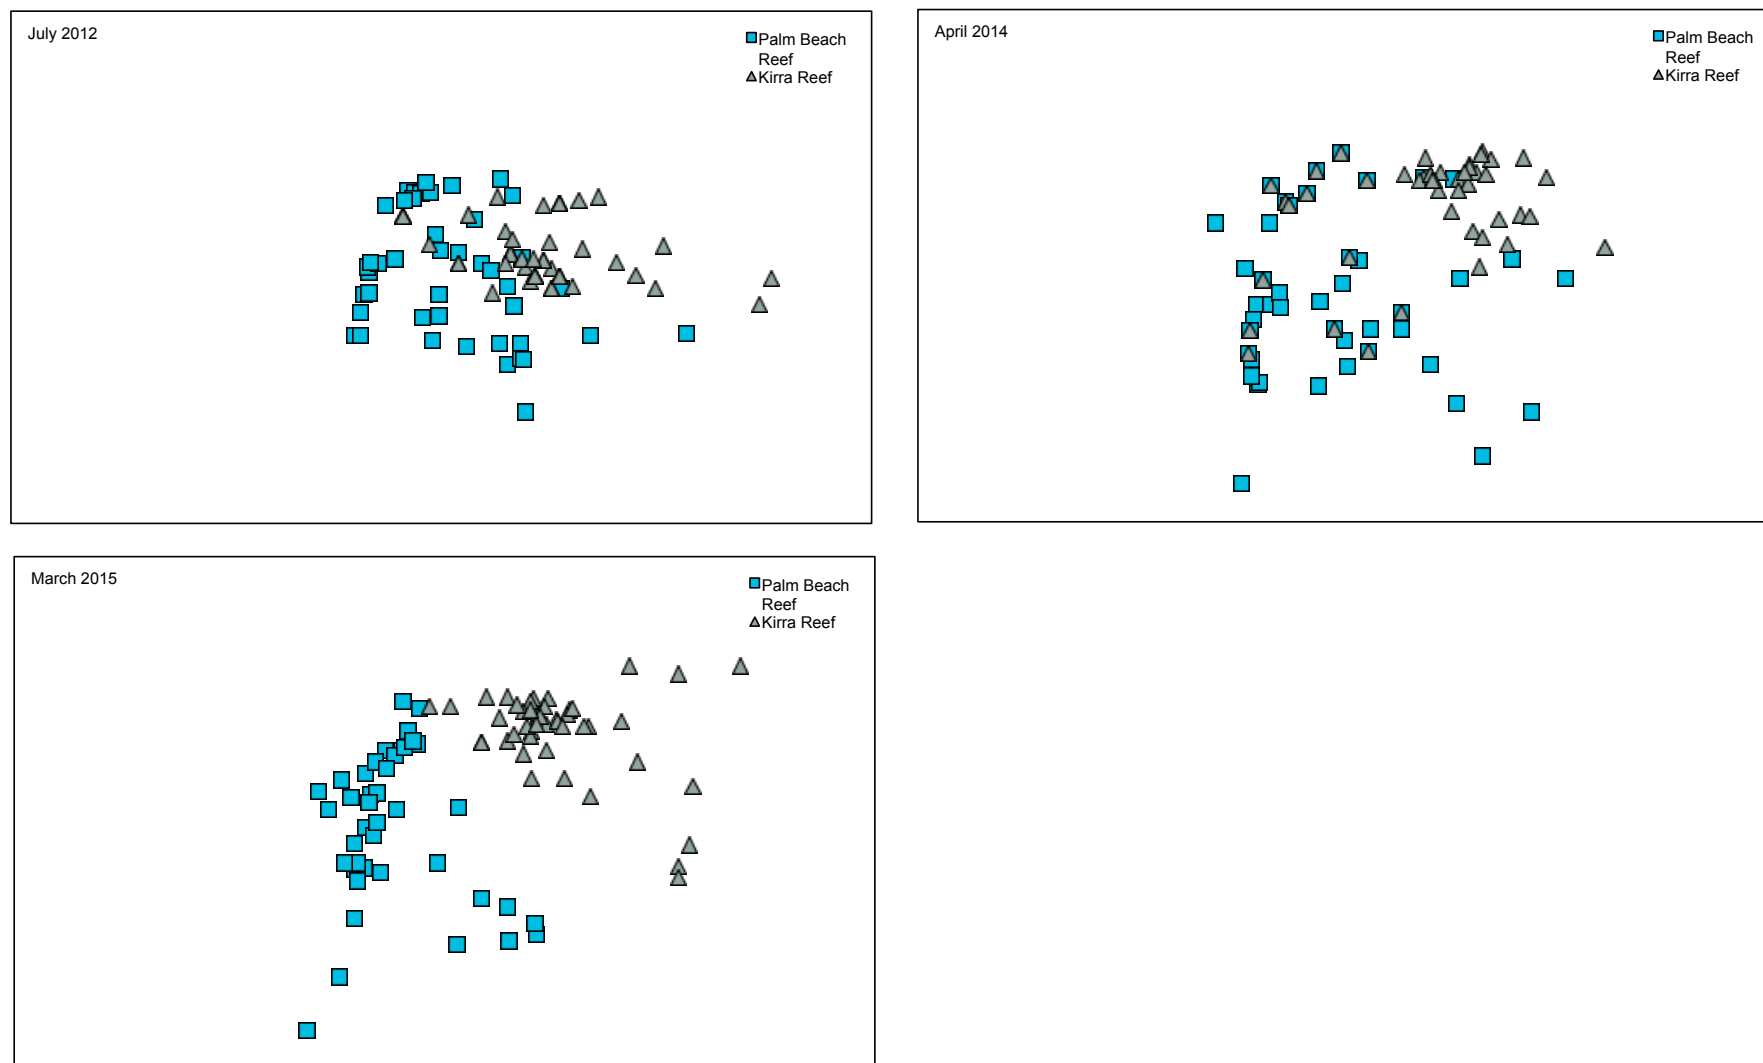 July 2012
Palm Beach
Reef
Kirra Reef
April 2014
Palm Beach
Reef
Kirra Reef
March 2015
Palm Beach
Reef
Kirra Reef